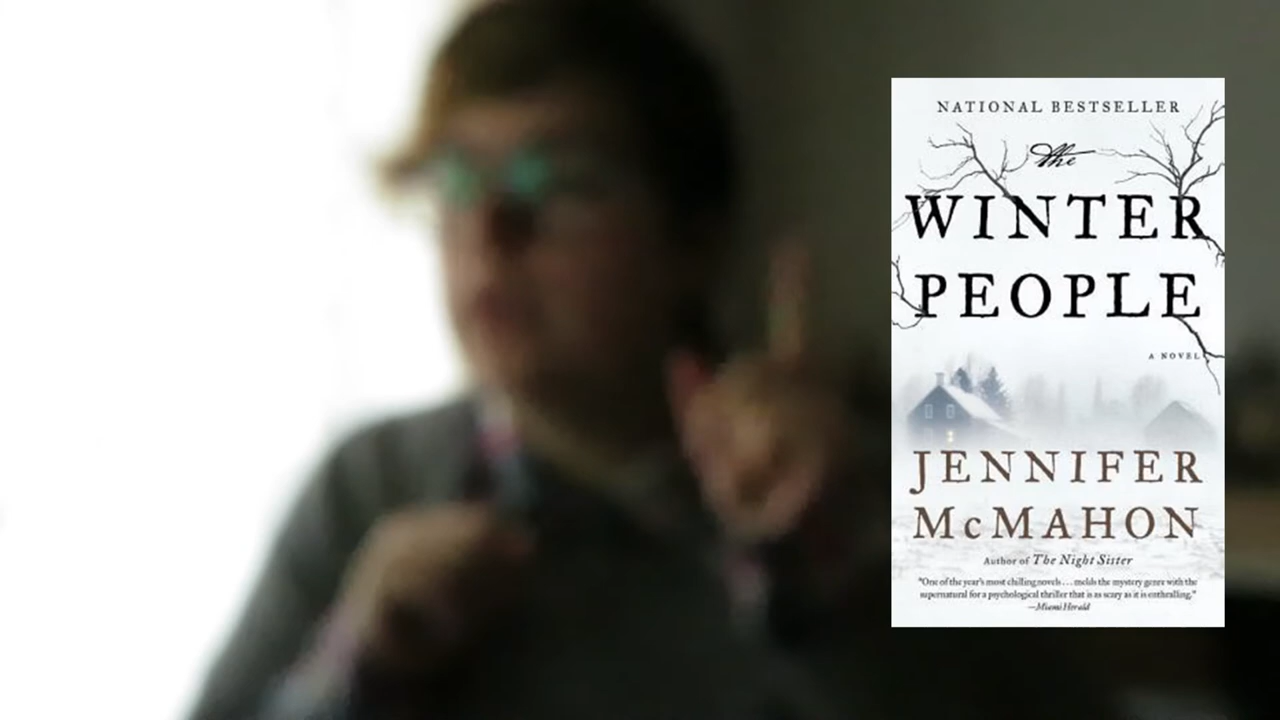 NATIONAL BESTSELLER
The
WINTER
PEOPLE
A NOVEL
JENNIFER
McMAHON
Author of The Night Sister
"One of the year's most chilling novels . . . melds the mystery genre with the
supernatural for a psychological thriller that is as scary as it is enthralling."
—Miami Herald